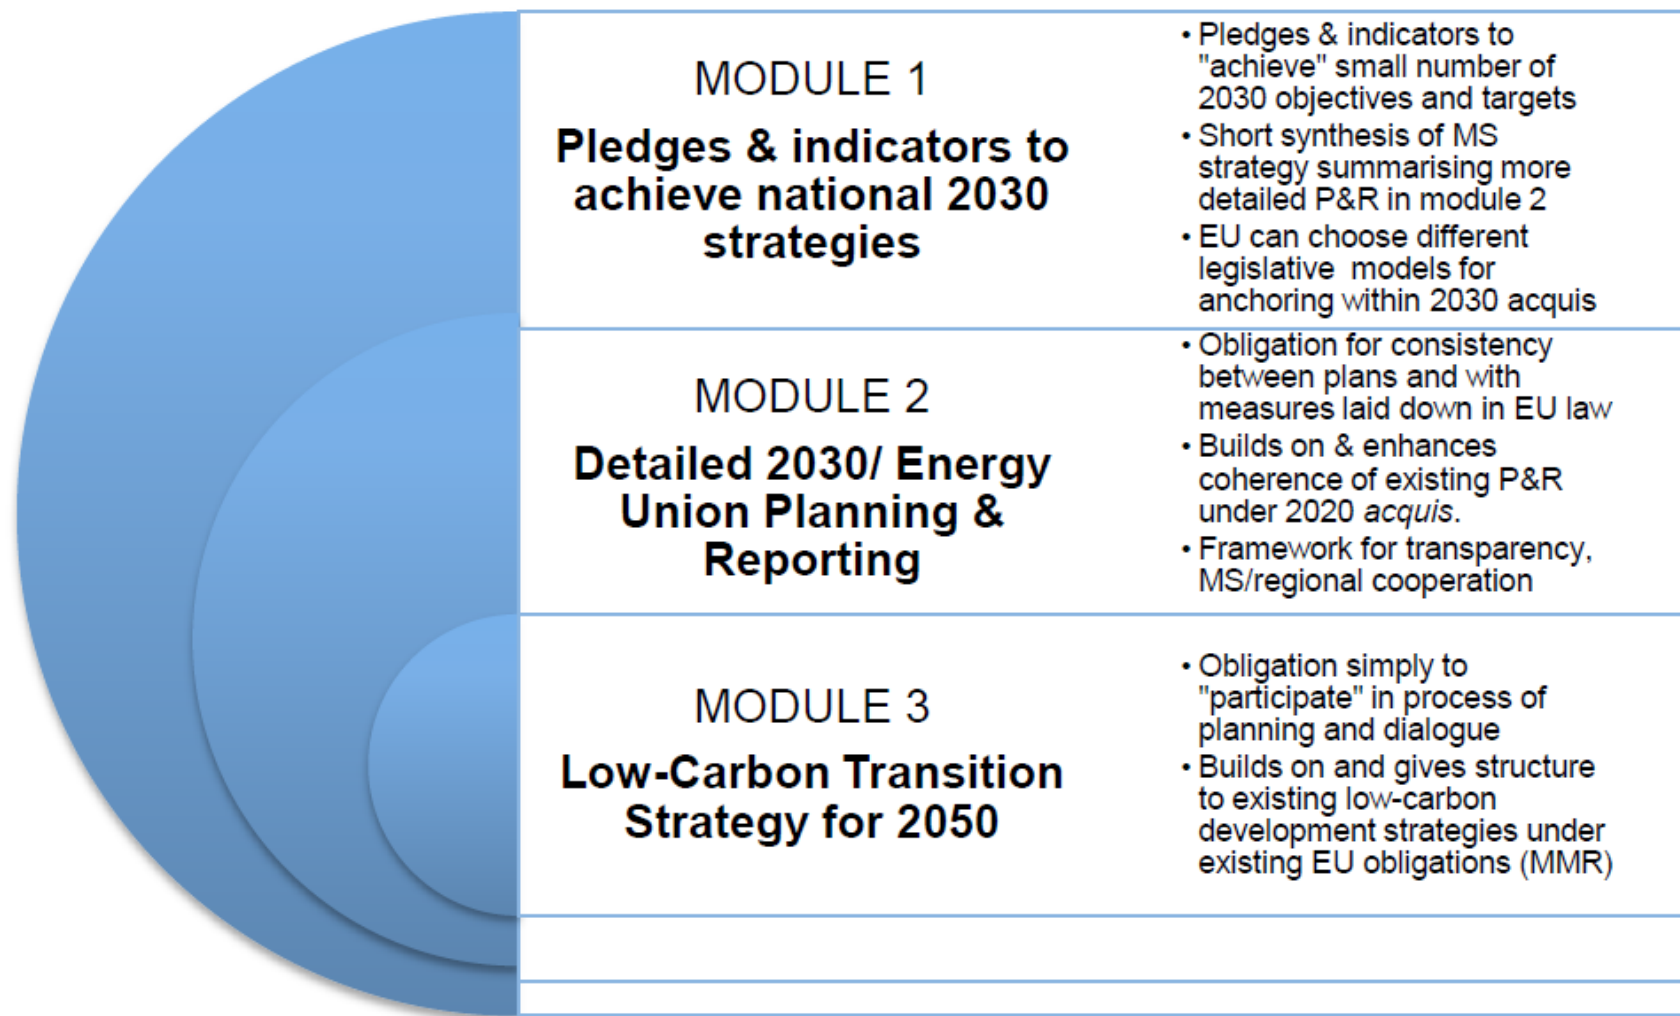 MODULE 1
Pledges & indicators to
achieve national 2030
strategies
• Pledges & indicators to
"achieve" small number of
2030 objectives and targets
• Short synthesis of MS
strategy summarising more
detailed P&R in module 2
• EU can choose different
legislative models for
anchoring within 2030 acquis
MODULE 2
Detailed 2030/ Energy
Union Planning &
Reporting
• Obligation for consistency
between plans and with
measures laid down in EU law
• Builds on & enhances
coherence of existing P&R
under 2020 acquis.
• Framework for transparency,
MS/regional cooperation
MODULE 3
Low-Carbon Transition
Strategy for 2050
• Obligation simply to
"participate" in process of
planning and dialogue
• Builds on and gives structure
to existing low-carbon
development strategies under
existing EU obligations (MMR)